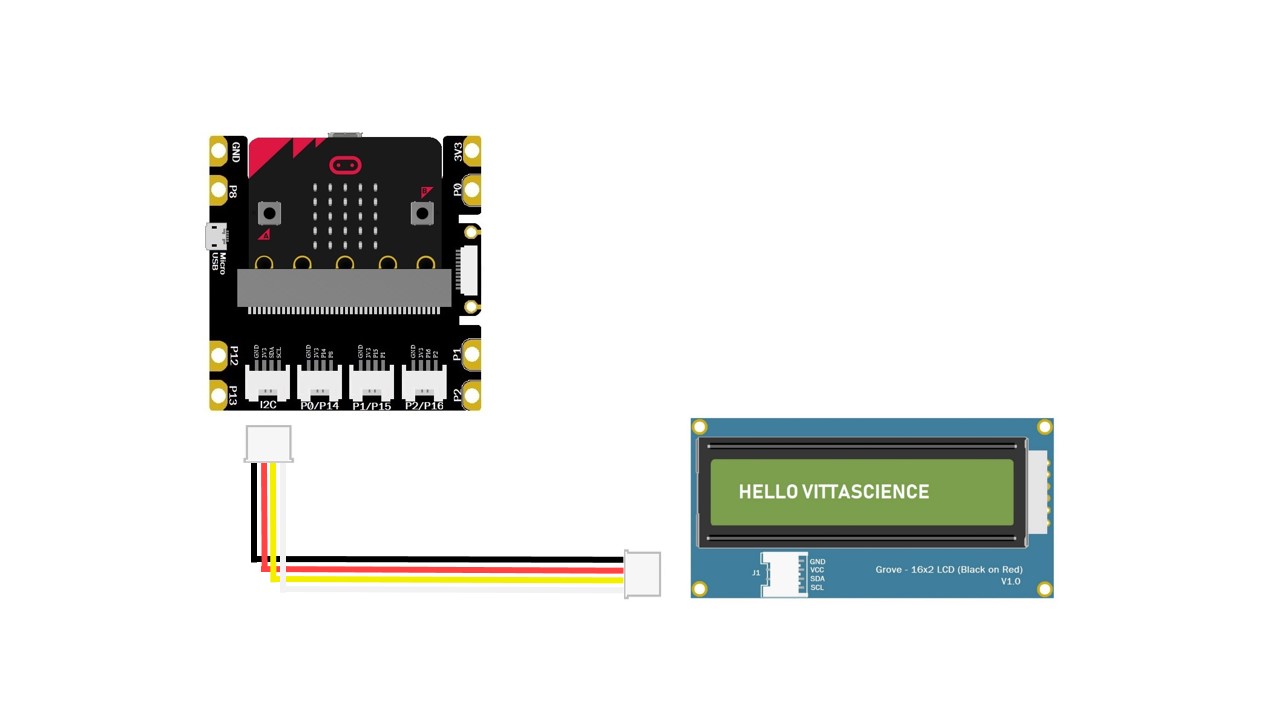 GND
3V3
P8
P0
A
B
Micro
USB
P12
P1
P13
P2
GND
3V3
SDA
SCL
GND
3V3
P14
P8
GND
3V3
P15
P1
GND
3V3
P16
P2
I2C
P0/P14
P1/P15
P2/P16
HELLO VITTASCIENCE
J1
GND
VCC
SDA
SCL
Grove - 16x2 LCD (Black on Red)
V1.0